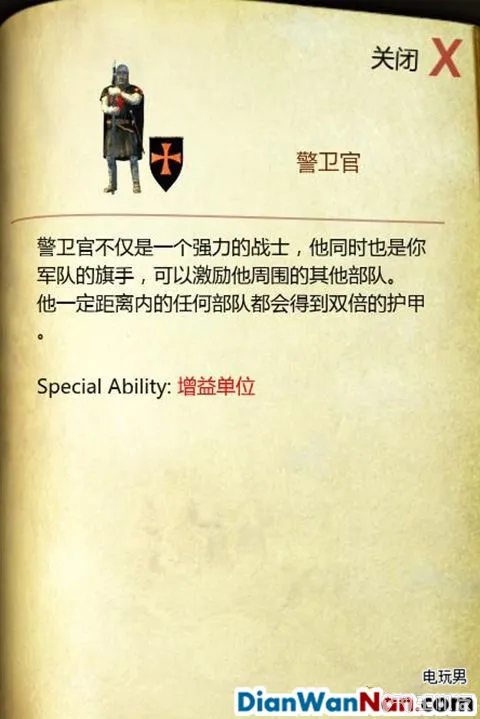 关闭 X
警卫官
警卫官不仅是一个强力的战士，他同时也是你
军队的旗手，可以激励他周围的其他部队。
他一定距离内的任何部队都会得到双倍的护甲
。
Special Ability: 增益单位
电玩男
DianWanNan.com